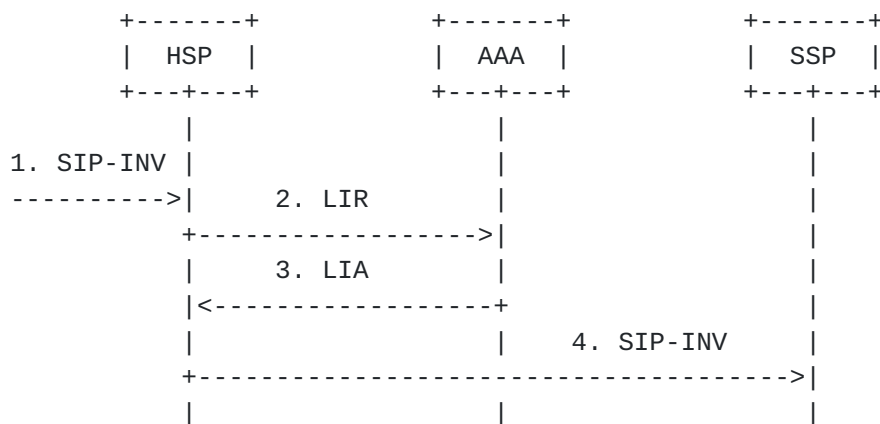 HSP AAA SSP
1. SIP-INV
2. LIR
3. LIA
4. SIP-INV